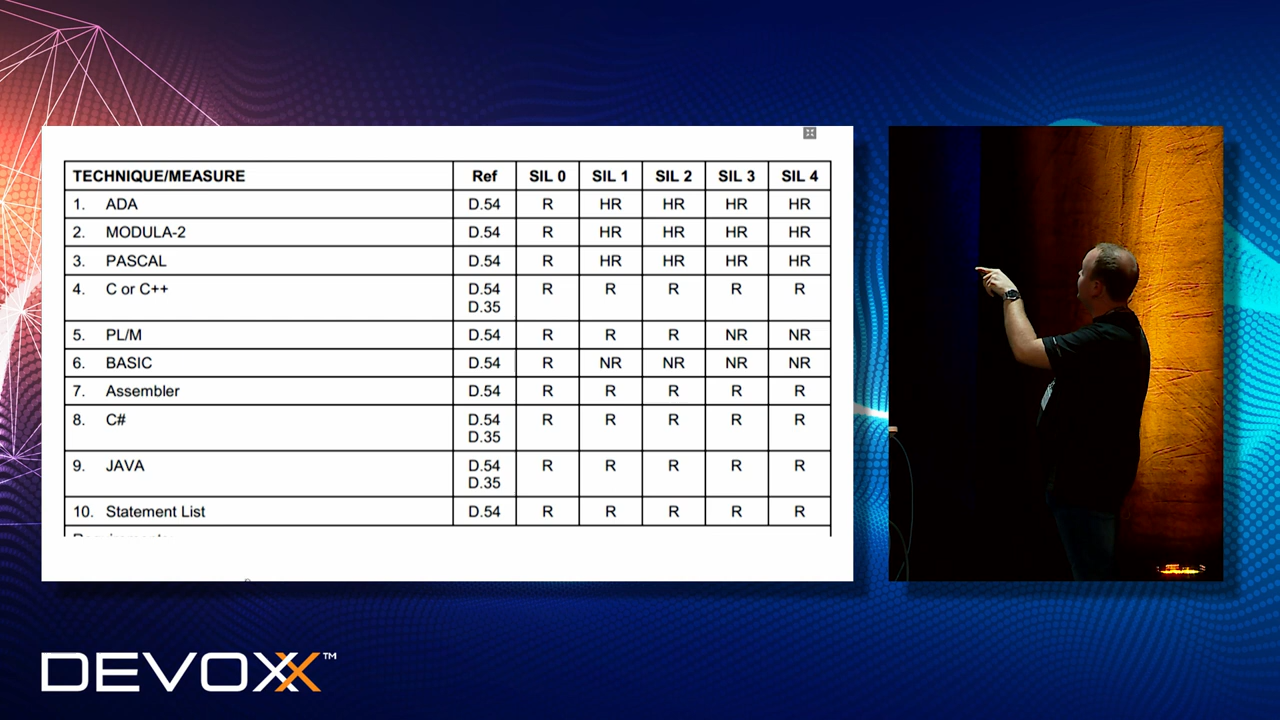 TECHNIQUE/MEASURE Ref SIL 0 SIL 1 SIL 2 SIL 3 SIL 4
1. ADA D.54 R HR HR HR HR
2. MODULA-2 D.54 R HR HR HR HR
3. PASCAL D.54 R HR HR HR HR
4. C or C++ D.54 R R R R R
D.35
5. PL/M D.54 R R R NR NR
6. BASIC D.54 R NR NR NR NR
7. Assembler D.54 R R R R R
8. C# D.54 R R R R R
D.35
9. JAVA D.54 R R R R R
D.35
10. Statement List D.54 R R R R R
DEVOXX™